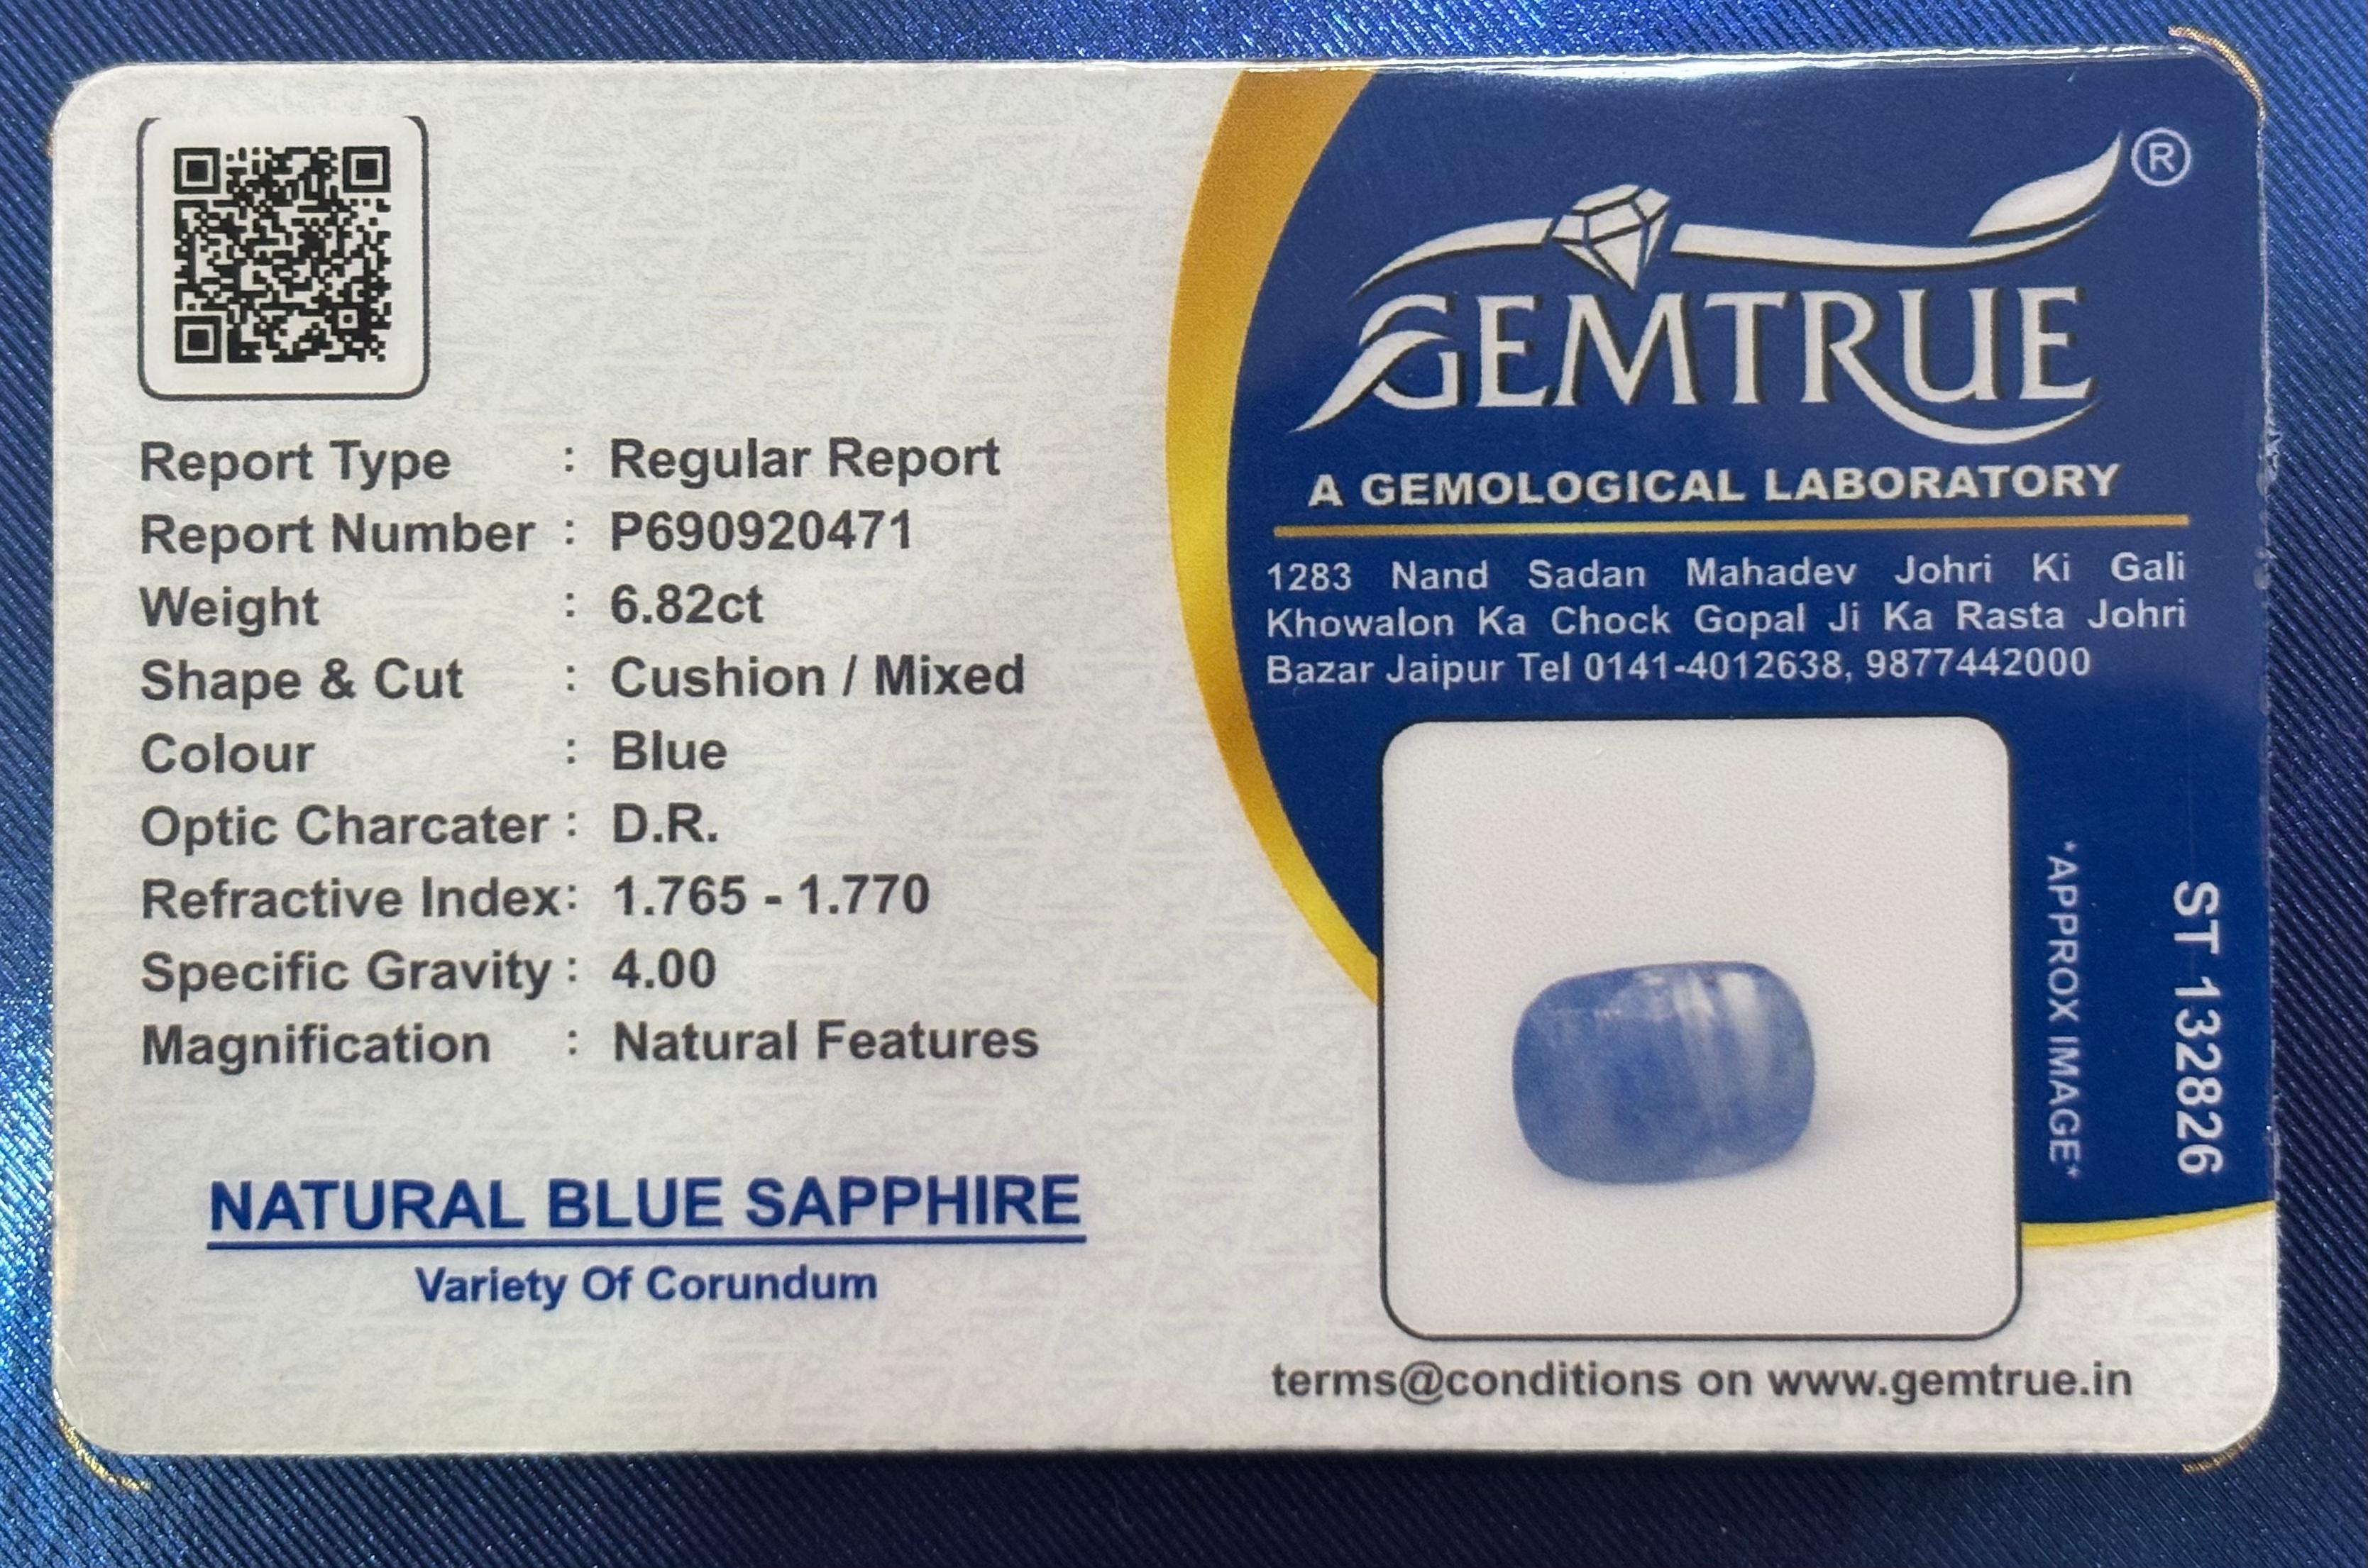 Report Type : Regular Report
Report Number : P690920471
Weight : 6.82ct
Shape & Cut : Cushion / Mixed
Colour : Blue
Optic Charcater : D.R.
Refractive Index: 1.765 - 1.770
Specific Gravity : 4.00
Magnification : Natural Features
NATURAL BLUE SAPPHIRE
Variety Of Corundum
GEMTRUE ®
A GEMOLOGICAL LABORATORY
1283 Nand Sadan Mahadev Johri Ki Gali
Khowalon Ka Chock Gopal Ji Ka Rasta Johri
Bazar Jaipur Tel 0141-4012638, 9877442000
*APPROX IMAGE*
ST 132826
terms@conditions on www.gemtrue.in